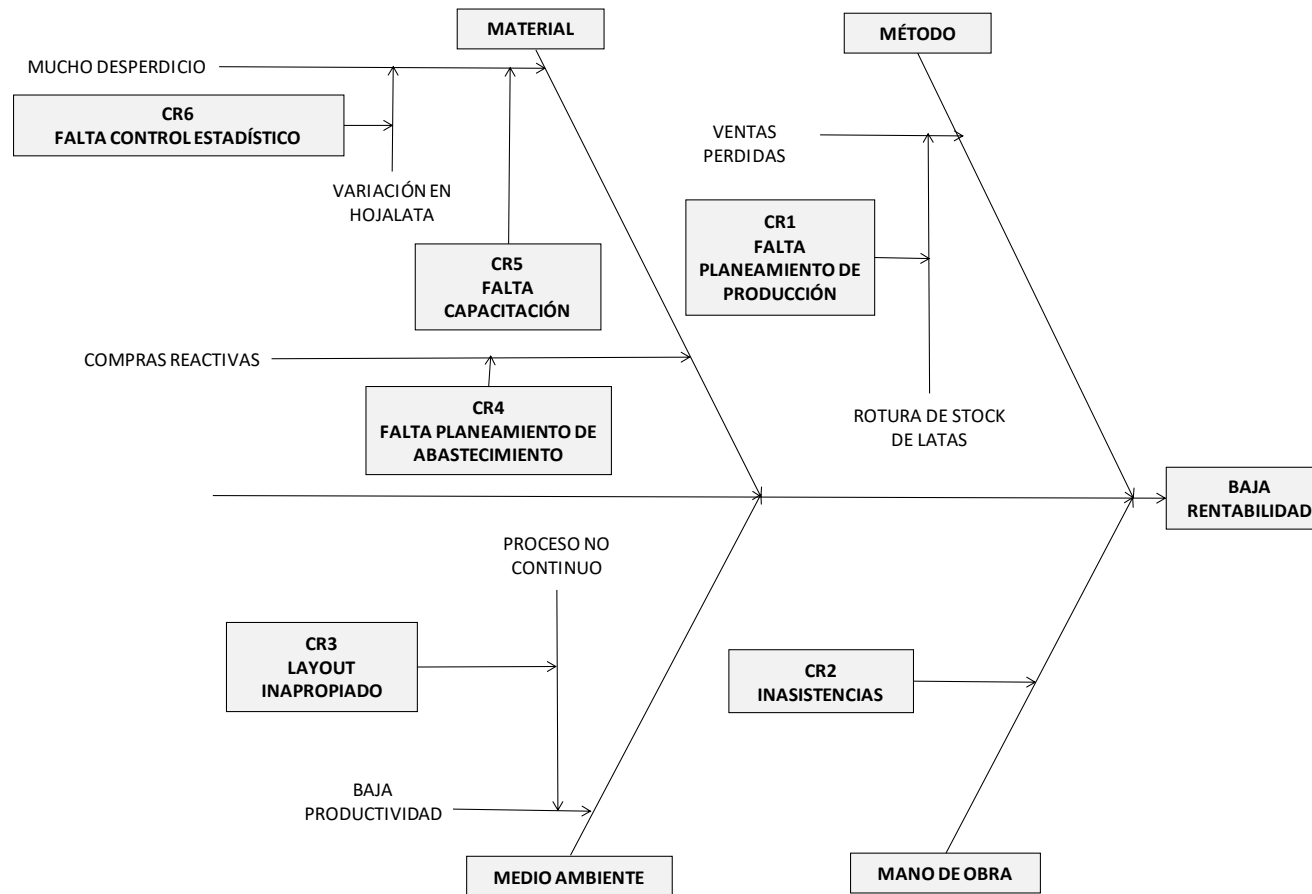 MATERIAL
MÉTODO
MUCHO DESPERDICIO
CR6
FALTA CONTROL ESTADÍSTICO
VENTAS
PERDIDAS
VARIACIÓN EN
HOJALATA
CR1
FALTA
PLANEAMIENTO DE
PRODUCCIÓN
CR5
FALTA
CAPACITACIÓN
COMPRAS REACTIVAS
CR4
FALTA PLANEAMIENTO DE
ABASTECIMIENTO
ROTURA DE STOCK
DE LATAS
BAJA
RENTABILIDAD
PROCESO NO
CONTINUO
CR3
LAYOUT
INAPROPIADO
CR2
INASISTENCIAS
BAJA
PRODUCTIVIDAD
MEDIO AMBIENTE
MANO DE OBRA